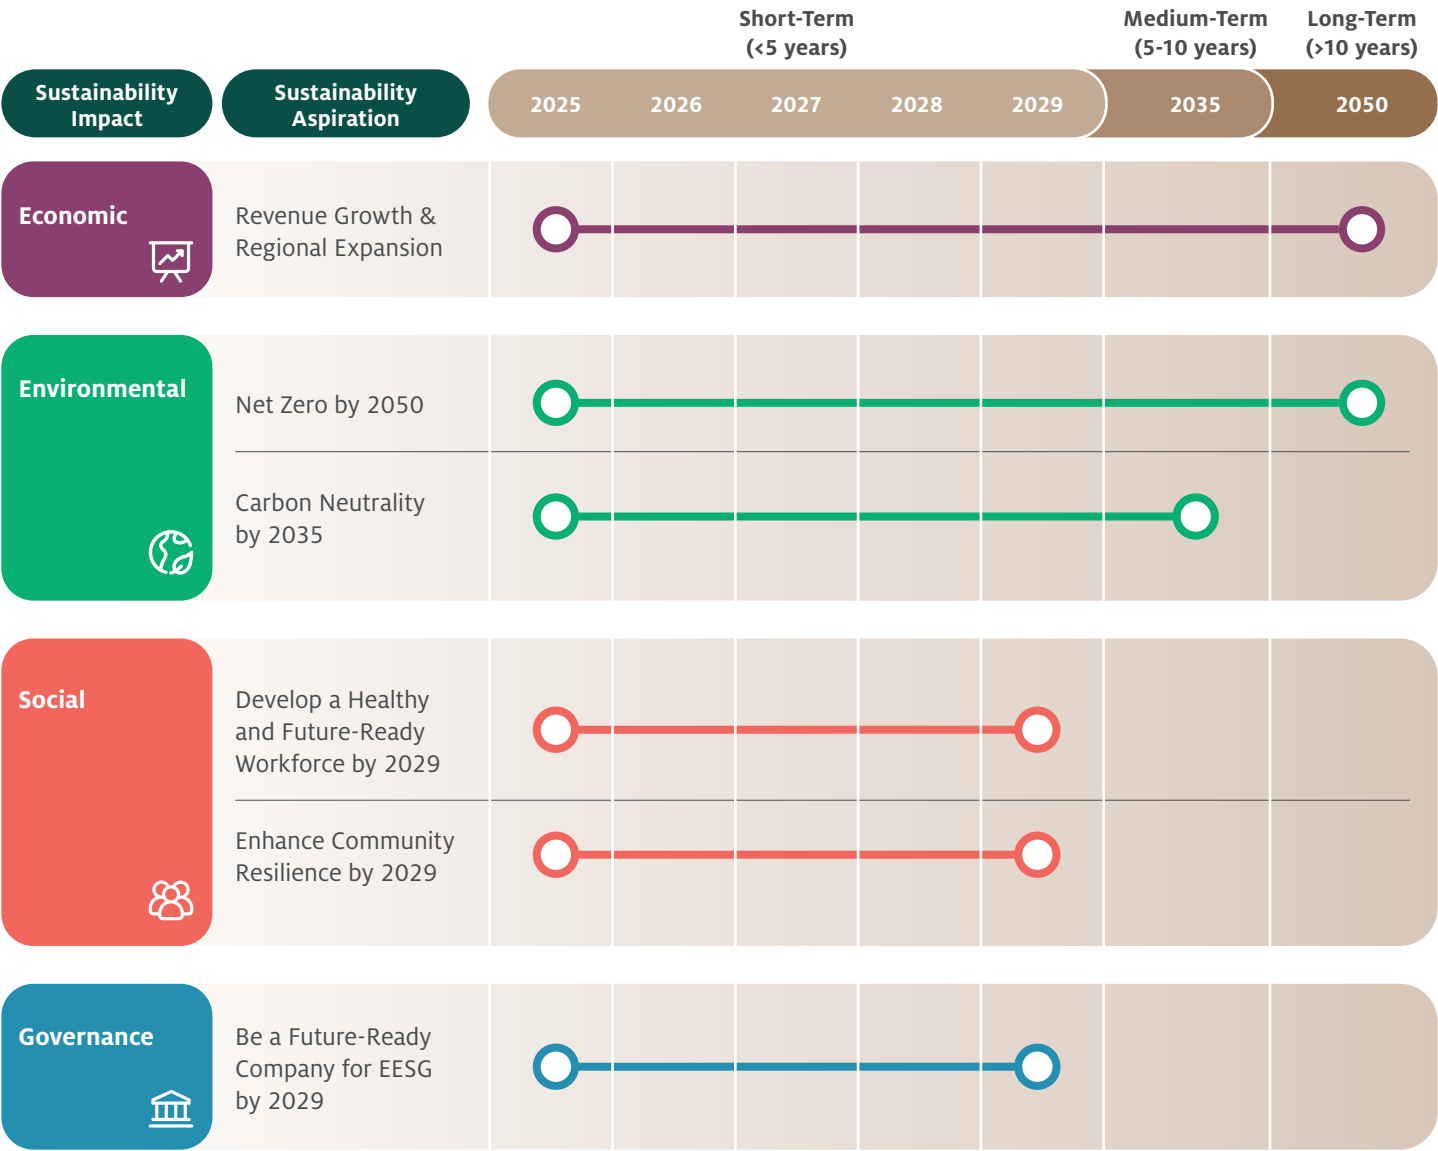 Short-Term
(<5 years)
Medium-Term
(5-10 years)
Long-Term
(>10 years)
Sustainability
Impact
Sustainability
Aspiration
2025 2026 2027 2028 2029 2035 2050
Economic
Revenue Growth &
Regional Expansion
Environmental
Net Zero by 2050
Carbon Neutrality
by 2035
Social
Develop a Healthy
and Future-Ready
Workforce by 2029
Enhance Community
Resilience by 2029
Governance
Be a Future-Ready
Company for EESG
by 2029